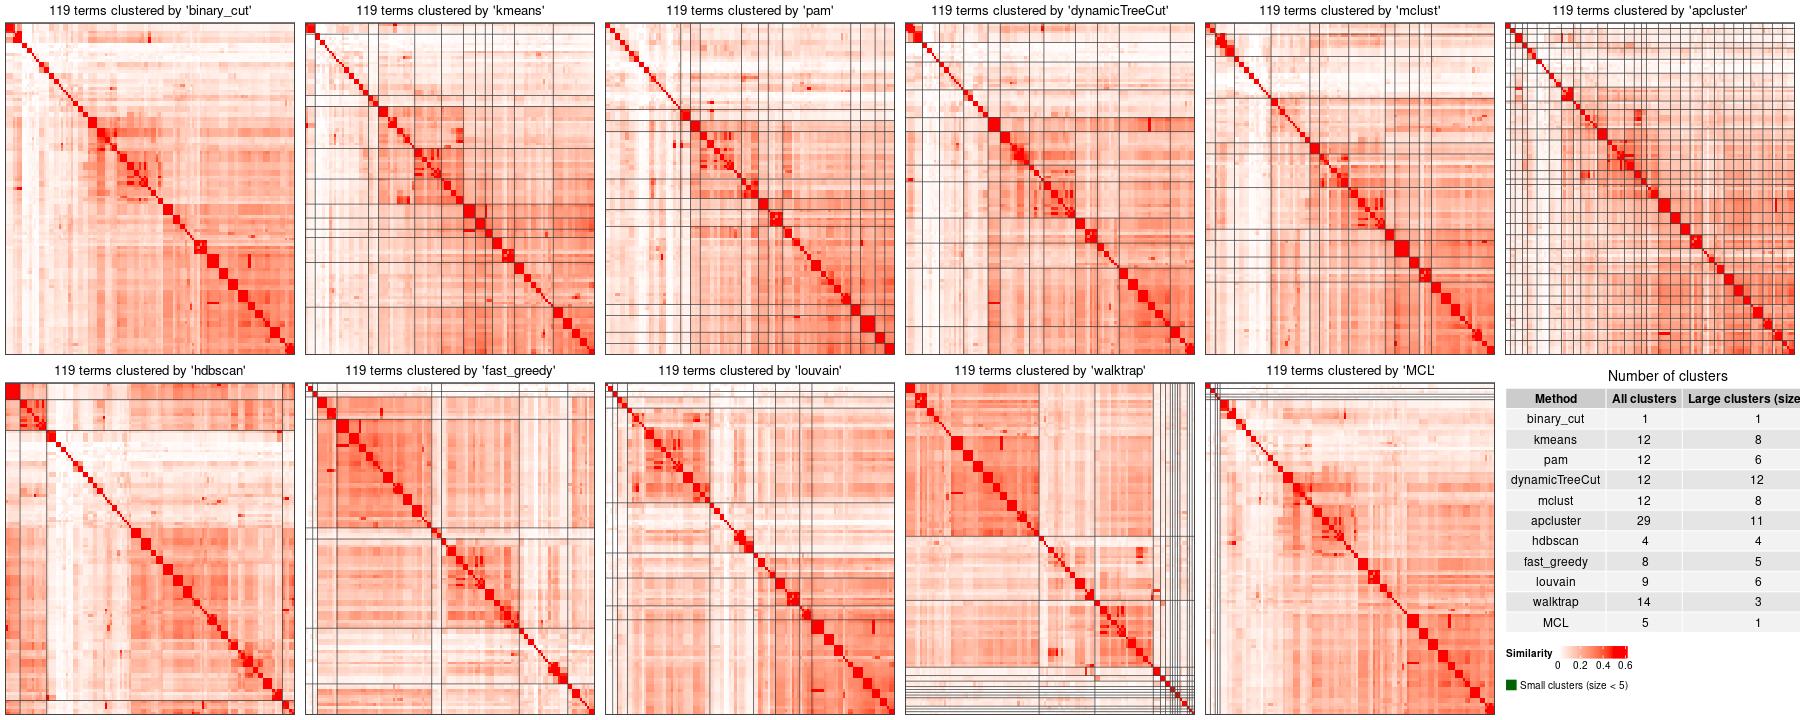 119 terms clustered by 'binary_cut'
119 terms clustered by 'kmeans'
119 terms clustered by 'pam'
119 terms clustered by 'dynamicTreeCut'
119 terms clustered by 'mclust'
119 terms clustered by 'apcluster'
119 terms clustered by 'hdbscan'
119 terms clustered by 'fast_greedy'
119 terms clustered by 'louvain'
119 terms clustered by 'walktrap'
119 terms clustered by 'MCL'
Number of clusters
Method All clusters Large clusters (size
binary_cut 1 1
kmeans 12 8
pam 12 6
dynamicTreeCut 12 12
mclust 12 8
apcluster 29 11
hdbscan 4 4
fast_greedy 8 5
louvain 9 6
walktrap 14 3
MCL 5 1
Similarity
0 0.2 0.4 0.6
Small clusters (size < 5)